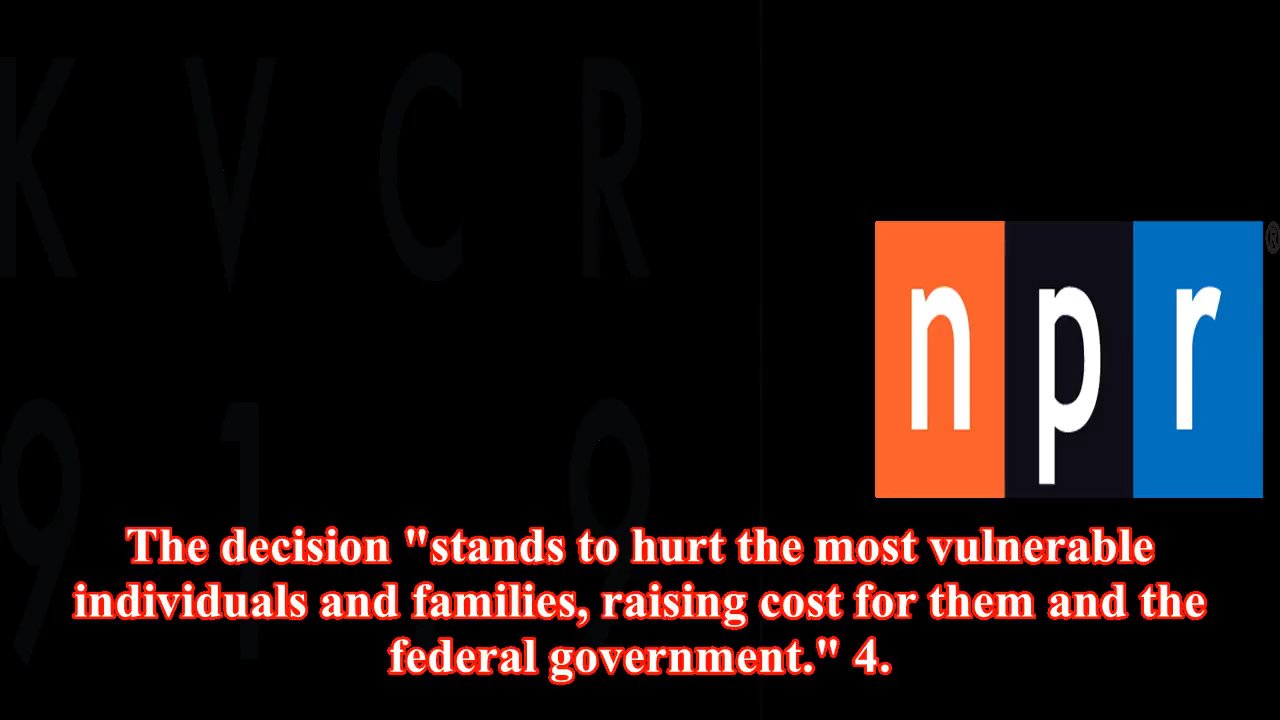 K V C R
91 9
npr
®
The decision "stands to hurt the most vulnerable
individuals and families, raising cost for them and the
federal government." 4.